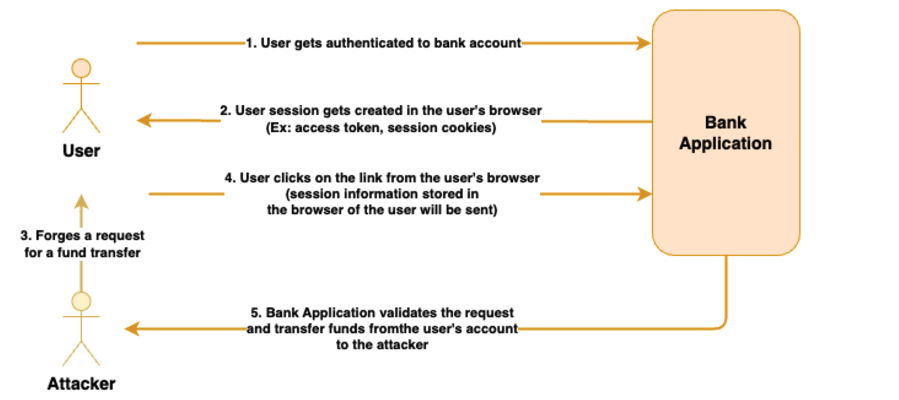 1. User gets authenticated to bank account
2. User session gets created in the user's browser
(Ex: access token, session cookies)
Bank
Application
User
4. User clicks on the link from the user's browser
(session information stored in
the browser of the user will be sent)
3. Forges a request
for a fund transfer
5. Bank Application validates the request
and transfer funds fromthe user's account
to the attacker
Attacker